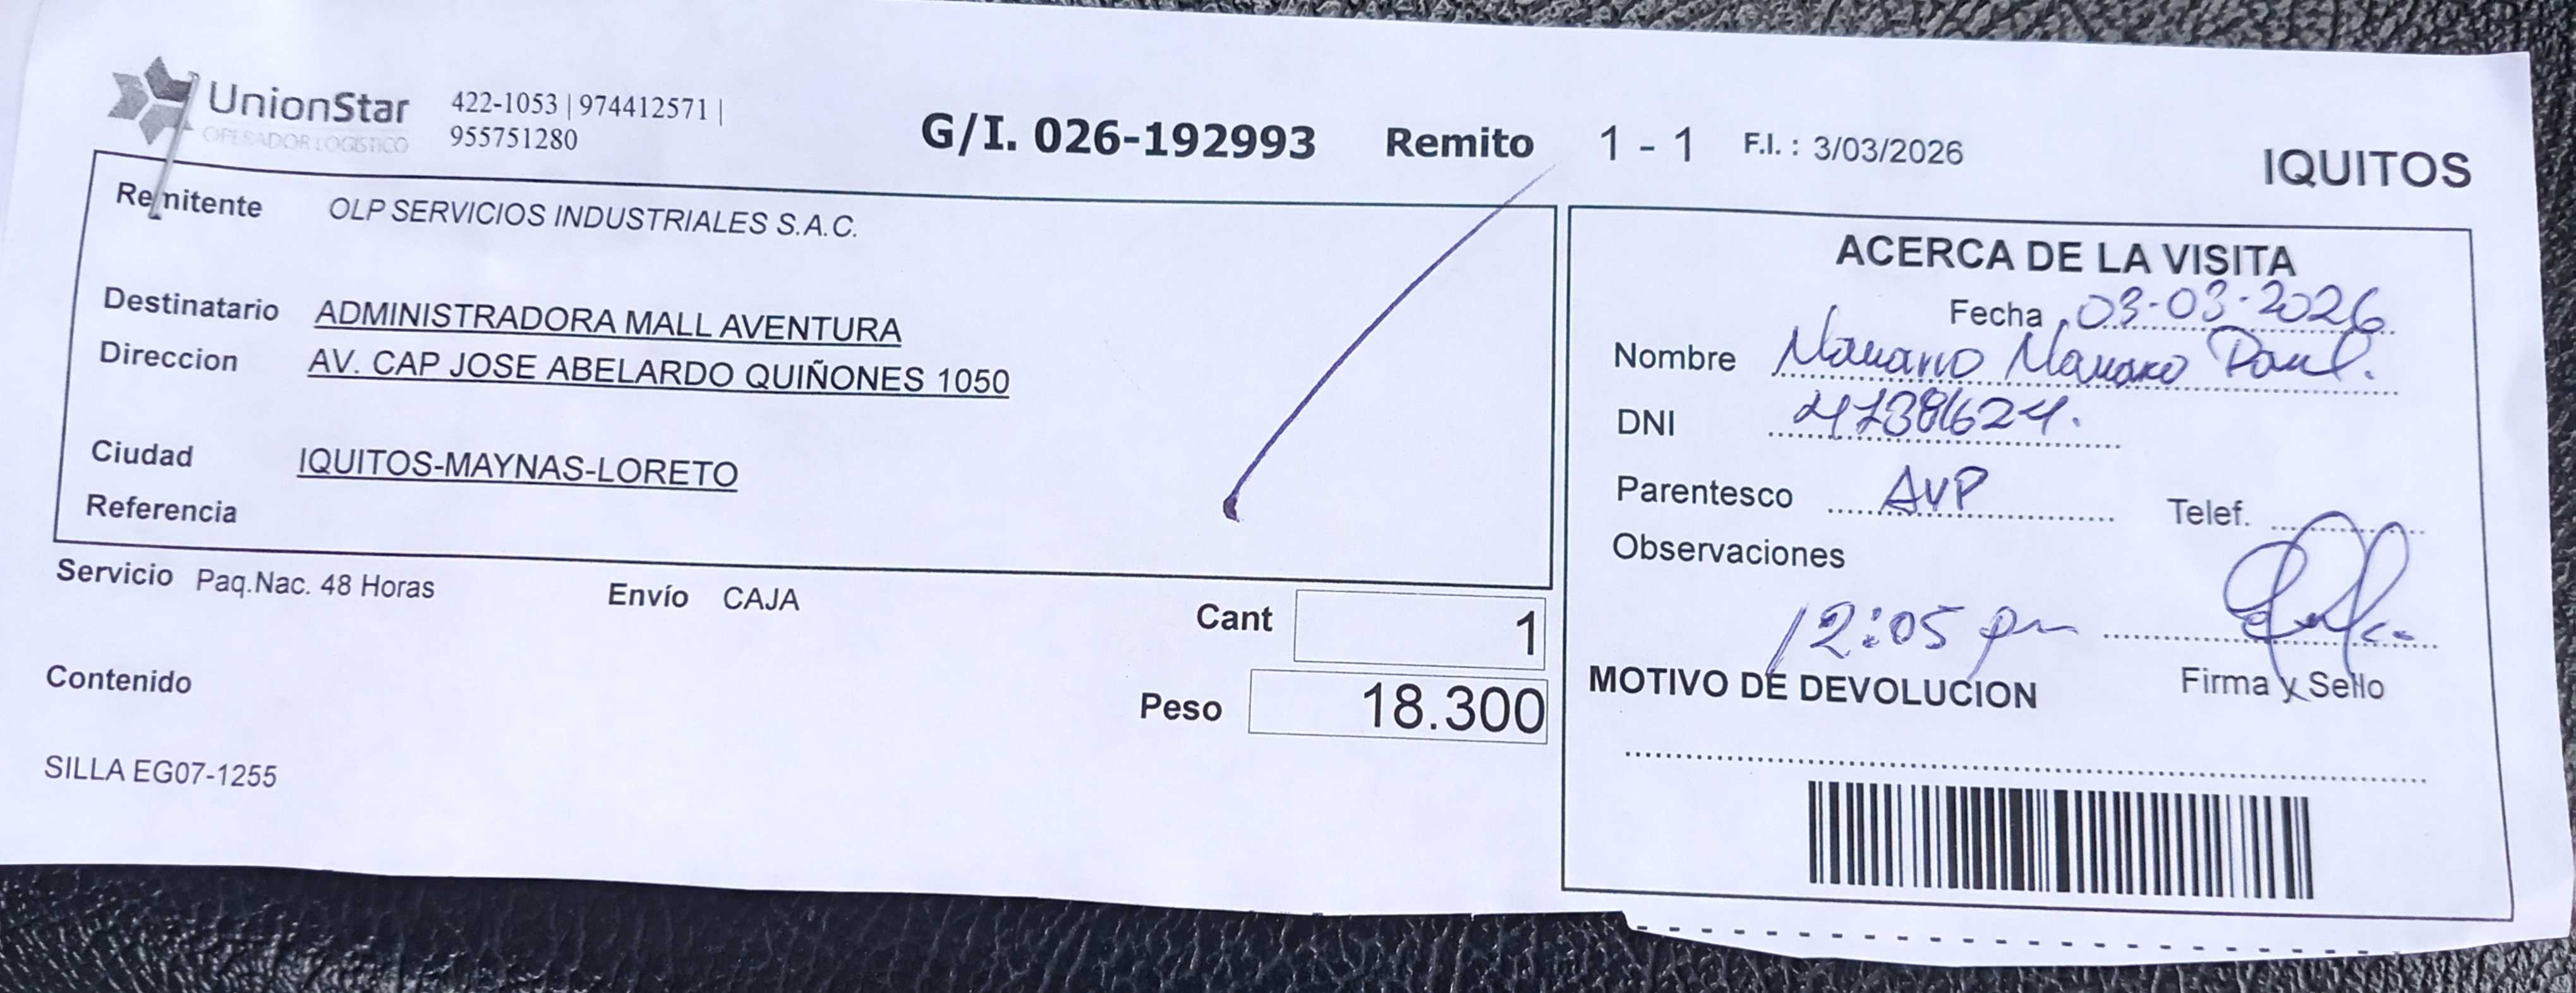 UnionStar
OPERADOR LOGISTICO
422-1053 | 974412571 |
955751280
G/I. 026-192993 Remito 1 - 1 F.I. : 3/03/2026 IQUITOS
Remitente OLP SERVICIOS INDUSTRIALES S.A.C.
Destinatario ADMINISTRADORA MALL AVENTURA
Direccion AV. CAP JOSE ABELARDO QUIÑONES 1050
Ciudad IQUITOS-MAYNAS-LORETO
Referencia
Servicio Paq.Nac. 48 Horas Envío CAJA Cant 1
Contenido Peso 18.300
SILLA EG07-1255
ACERCA DE LA VISITA
Fecha 03-03-2026
Nombre
DNI
Parentesco AVP Telef.
Observaciones
12:05 pm
Firma y Sello
MOTIVO DE DEVOLUCION